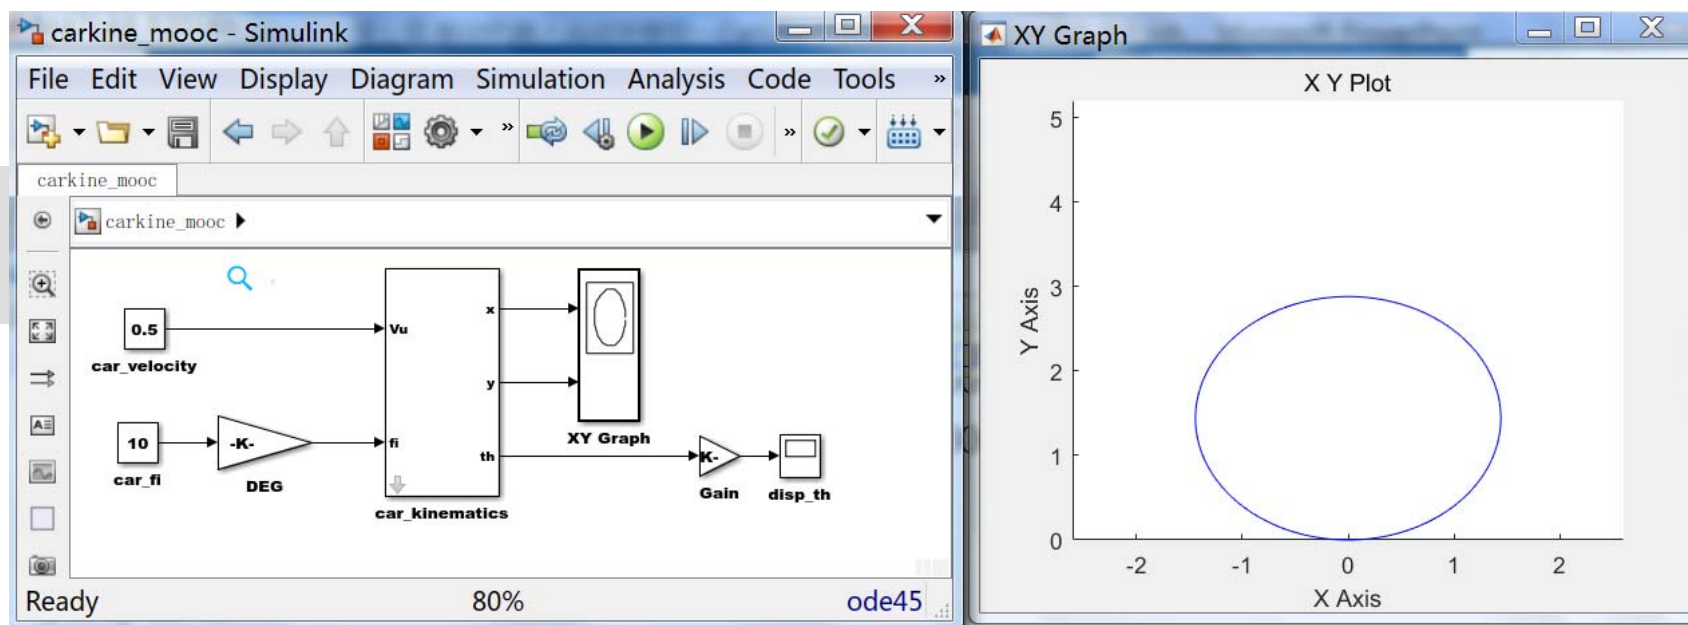 carkine_mooc - Simulink
File Edit View Display Diagram Simulation Analysis Code Tools »
» »
carkine_mooc
carkine_mooc
0.5
car_velocity
10
car_fi
-K-
DEG
Vu
fi
x
y
th
car_kinematics
XY Graph
K-
Gain
disp_th
Ready 80% ode45
XY Graph
X Y Plot
5
4
3
2
1
0
Y Axis
-2 -1 0 1 2
X Axis